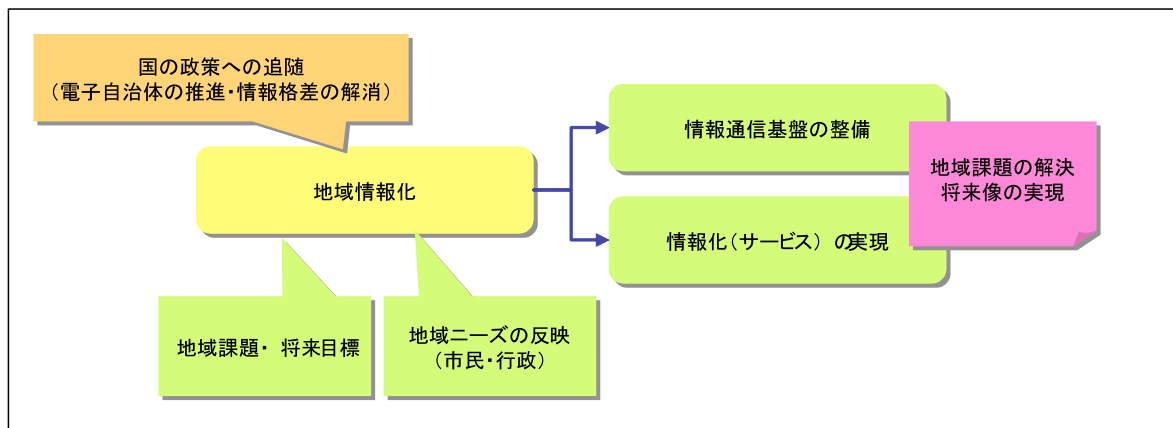 国の政策への追随
（電子自治体の推進・情報格差の解消）
地域情報化
情報通信基盤の整備
情報化（サービス）の実現
地域課題の解決
将来像の実現
地域課題・ 将来目標
地域ニーズの反映
（市民・行政）